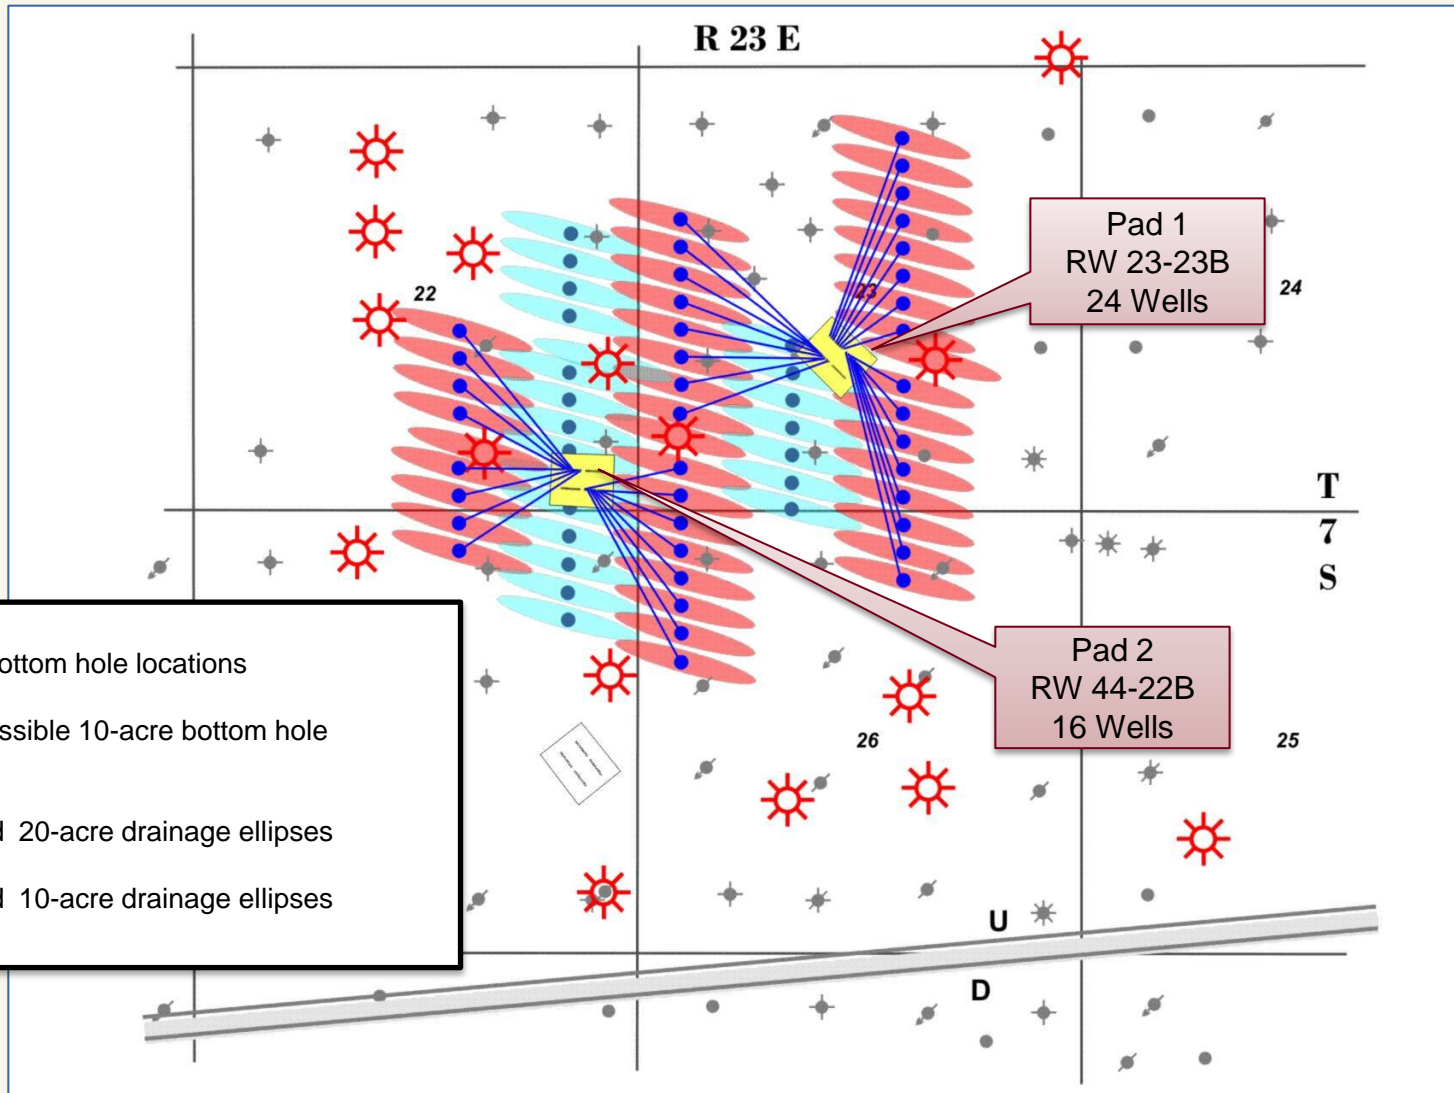 R 23 E
Pad 1
RW 23-23B
24 Wells
22
23
24
T
7
S
ottom hole locations
ssible 10-acre bottom hole
d 20-acre drainage ellipses
d 10-acre drainage ellipses
Pad 2
RW 44-22B
16 Wells
26
25
U
D